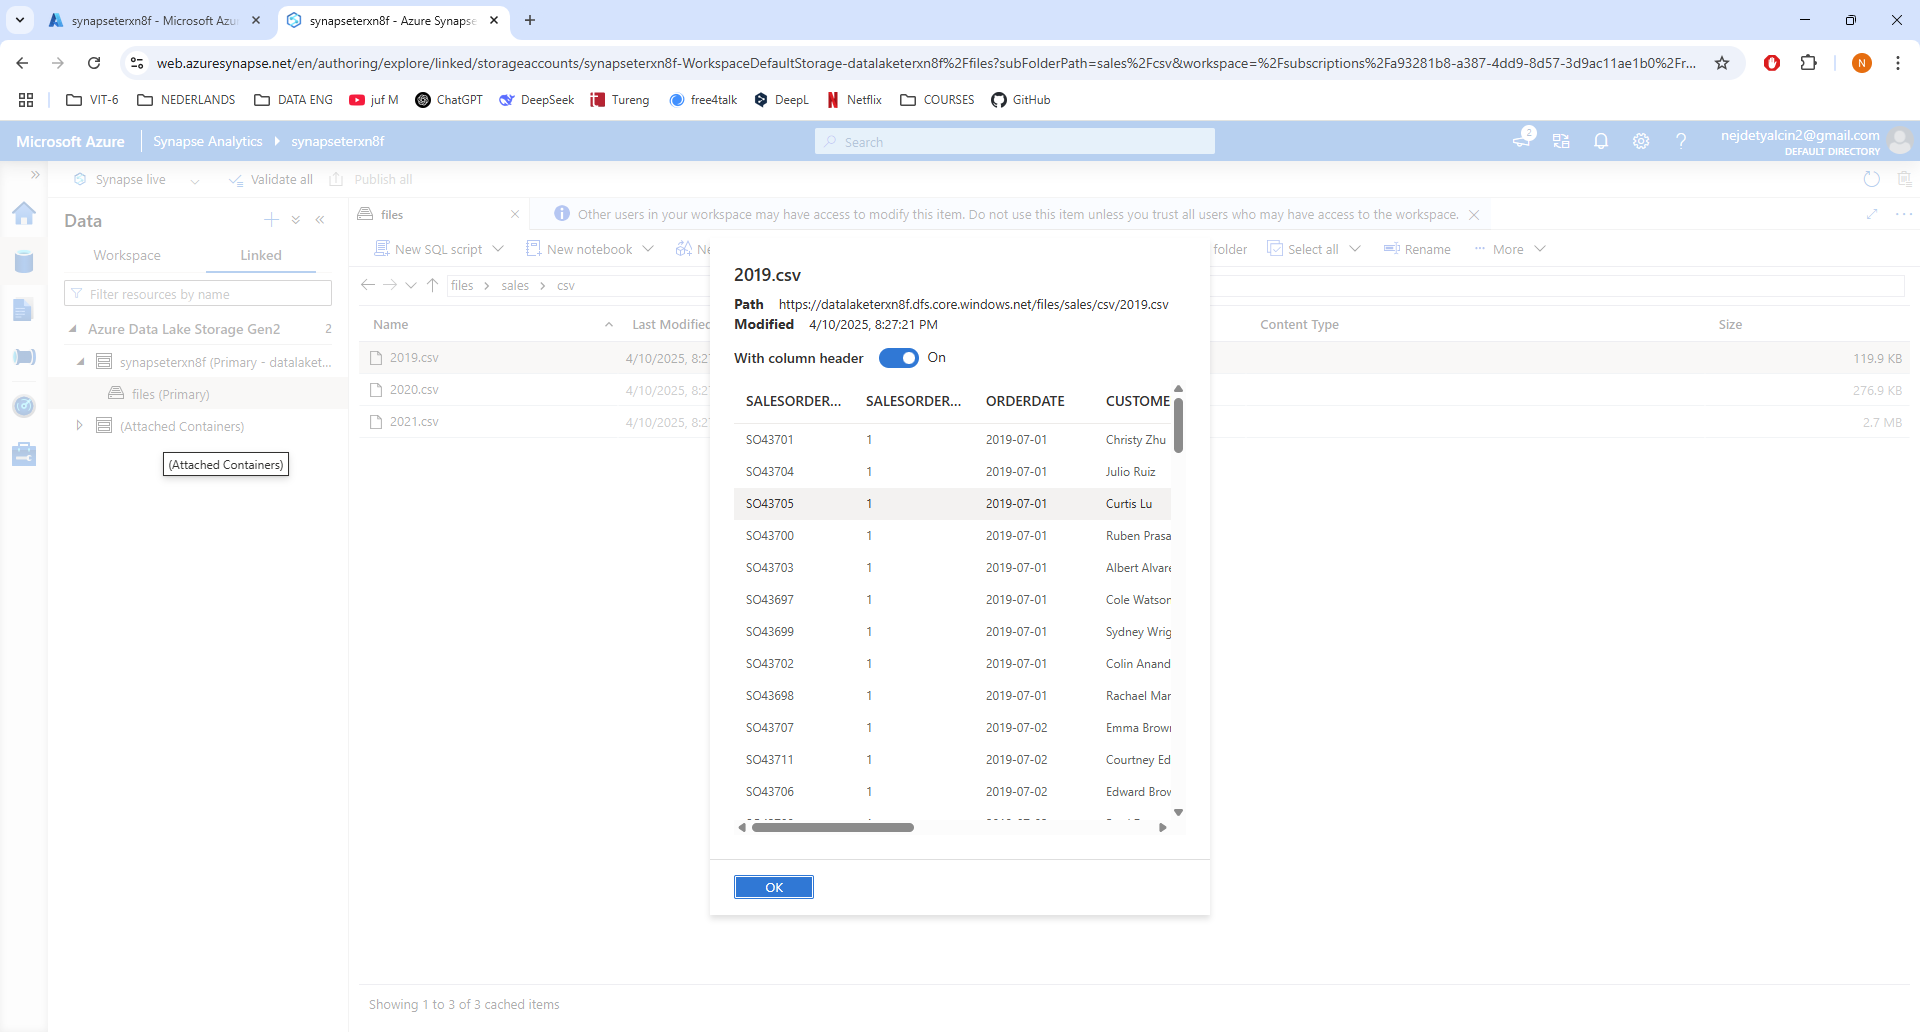 synapseterxn8f - Microsoft Azu
synapseterxn8f - Azure Synapse
web.azuresynapse.net/en/authoring/explore/linked/storageaccounts/synapseterxn8f-WorkspaceDefaultStorage-datalaketerxn8f%2Ffiles?subFolderPath=sales%2Fcsv&workspace=%2Fsubscriptions%2Fa93281b8-a387-4dd9-8d57-3d9ac11ae1b0%2Fr...
N
VIT-6 NEDERLANDS DATA ENG juf M ChatGPT DeepSeek Tureng free4talk DeepL Netflix COURSES GitHub
Microsoft Azure Synapse Analytics synapseterxn8f Search 2 nejdetyalcin2@gmail.com
DEFAULT DIRECTORY
Synapse live Validate all Publish all
Data
files
Other users in your workspace may have access to modify this item. Do not use this item unless you trust all users who may have access to the workspace.
Workspace Linked
New SQL script New notebook Ne folder Select all Rename More
Filter resources by name
files sales csv
Azure Data Lake Storage Gen2 2
synapseterxn8f (Primary - datalaket...
files (Primary)
(Attached Containers)
(Attached Containers)
Name Last Modified Content Type Size
2019.csv 4/10/2025, 8:27 119.9 KB
2020.csv 4/10/2025, 8:27 276.9 KB
2021.csv 4/10/2025, 8:27 2.7 MB
2019.csv
Path https://datalaketerxn8f.dfs.core.windows.net/files/sales/csv/2019.csv
Modified 4/10/2025, 8:27:21 PM
With column header On
SALESORDER... SALESORDER... ORDERDATE CUSTOME
SO43701 1 2019-07-01 Christy Zhu
SO43704 1 2019-07-01 Julio Ruiz
SO43705 1 2019-07-01 Curtis Lu
SO43700 1 2019-07-01 Ruben Prasa
SO43703 1 2019-07-01 Albert Alvare
SO43697 1 2019-07-01 Cole Watson
SO43699 1 2019-07-01 Sydney Wrig
SO43702 1 2019-07-01 Colin Anand
SO43698 1 2019-07-01 Rachael Mar
SO43707 1 2019-07-02 Emma Brown
SO43711 1 2019-07-02 Courtney Ed
SO43706 1 2019-07-02 Edward Brow
OK
Showing 1 to 3 of 3 cached items